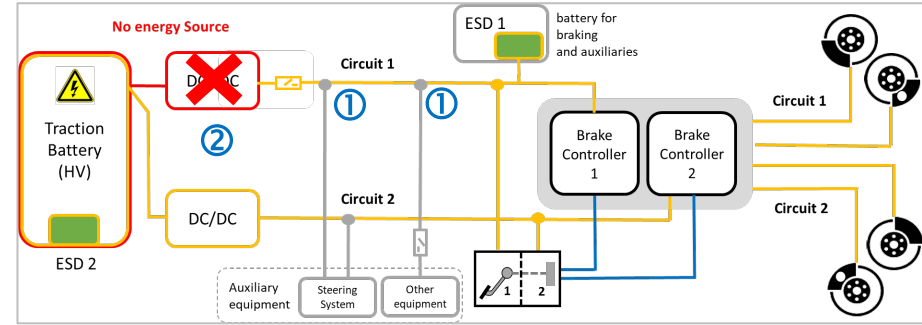 No energy Source
ESD 1
battery for
braking
and auxiliaries
DC/DC
Circuit 1
①
①
②
Traction
Battery
(HV)
ESD 2
Brake
Controller
1
Brake
Controller
2
Circuit 1
Circuit 2
DC/DC
Circuit 2
1
2
Auxiliary
equipment
Steering
System
Other
equipment